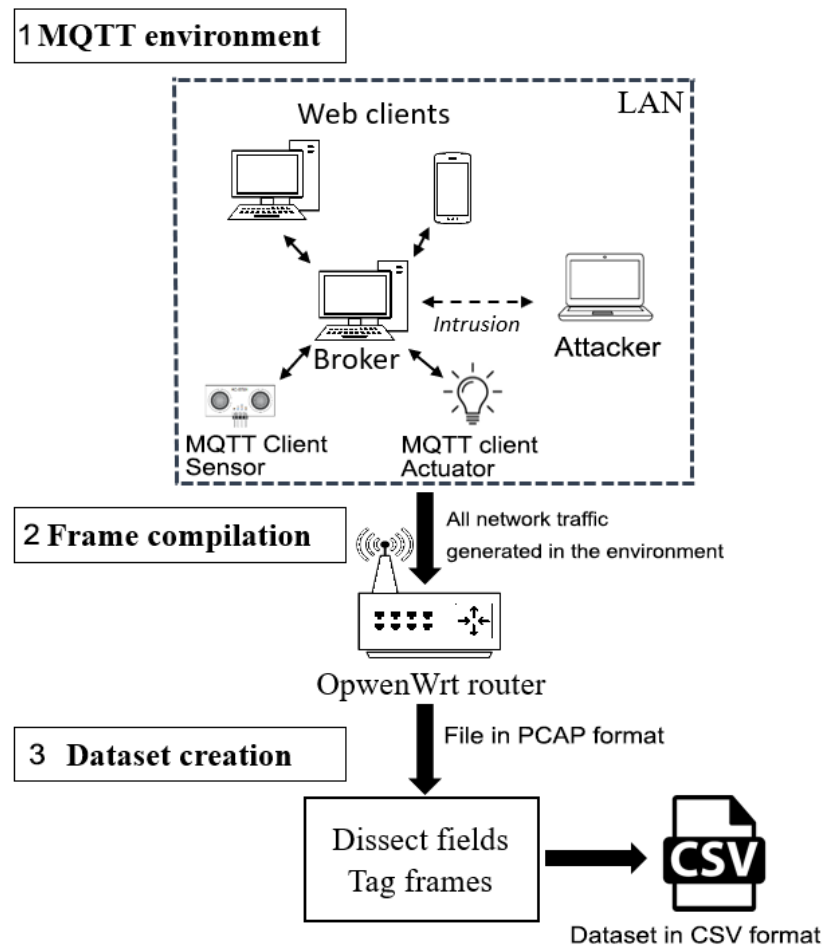 1 MQTT environment
LAN
Web clients
Intrusion
Broker
Attacker
MQTT Client
Sensor
MQTT client
Actuator
2 Frame compilation
All network traffic
generated in the environment
OpwenWrt router
3 Dataset creation
File in PCAP format
Dissect fields
Tag frames
CSV
Dataset in CSV format